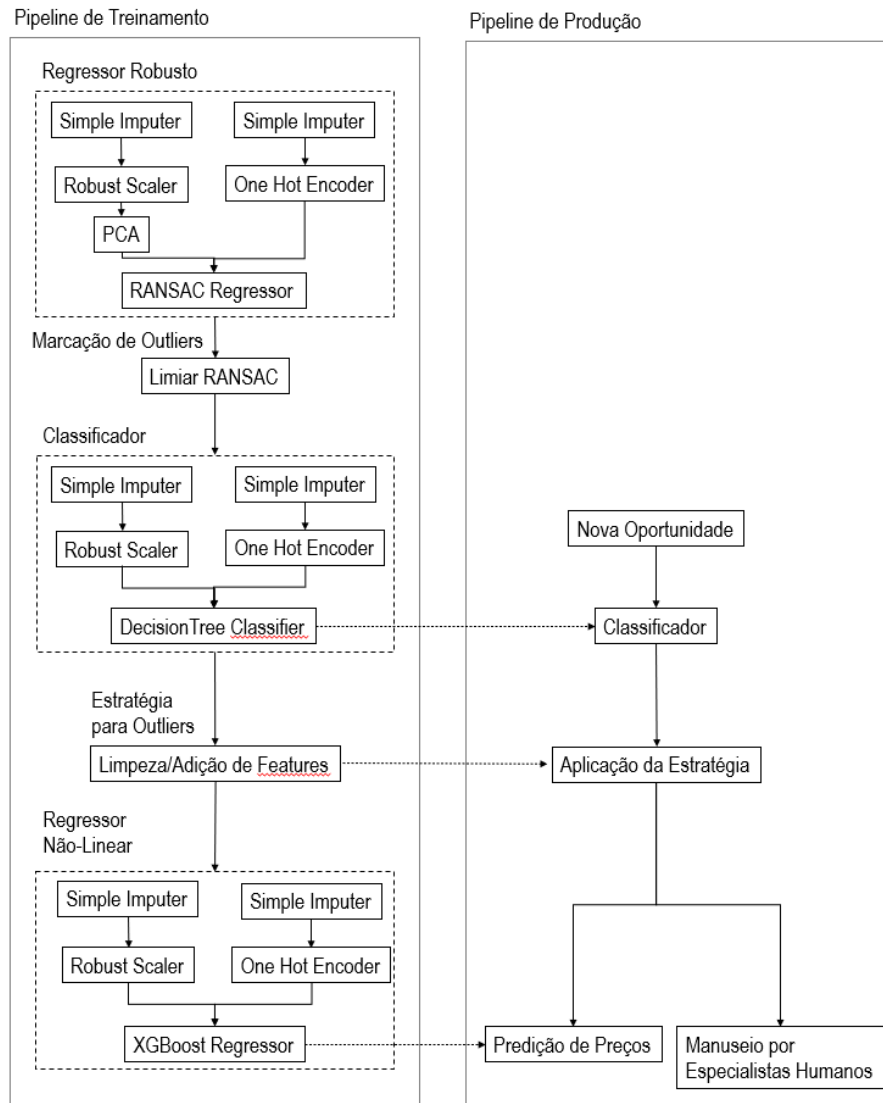 Pipeline de Treinamento
Regressor Robusto
Simple Imputer
Simple Imputer
Robust Scaler
One Hot Encoder
PCA
RANSAC Regressor
Marcação de Outliers
Limiar RANSAC
Classificador
Simple Imputer
Simple Imputer
Robust Scaler
One Hot Encoder
DecisionTree Classifier
Estratégia
para Outliers
Limpeza/Adição de Features
Regressor
Não-Linear
Simple Imputer
Simple Imputer
Robust Scaler
One Hot Encoder
XGBoost Regressor
Pipeline de Produção
Nova Oportunidade
Classificador
Aplicação da Estratégia
Predição de Preços
Manuseio por
Especialistas Humanos